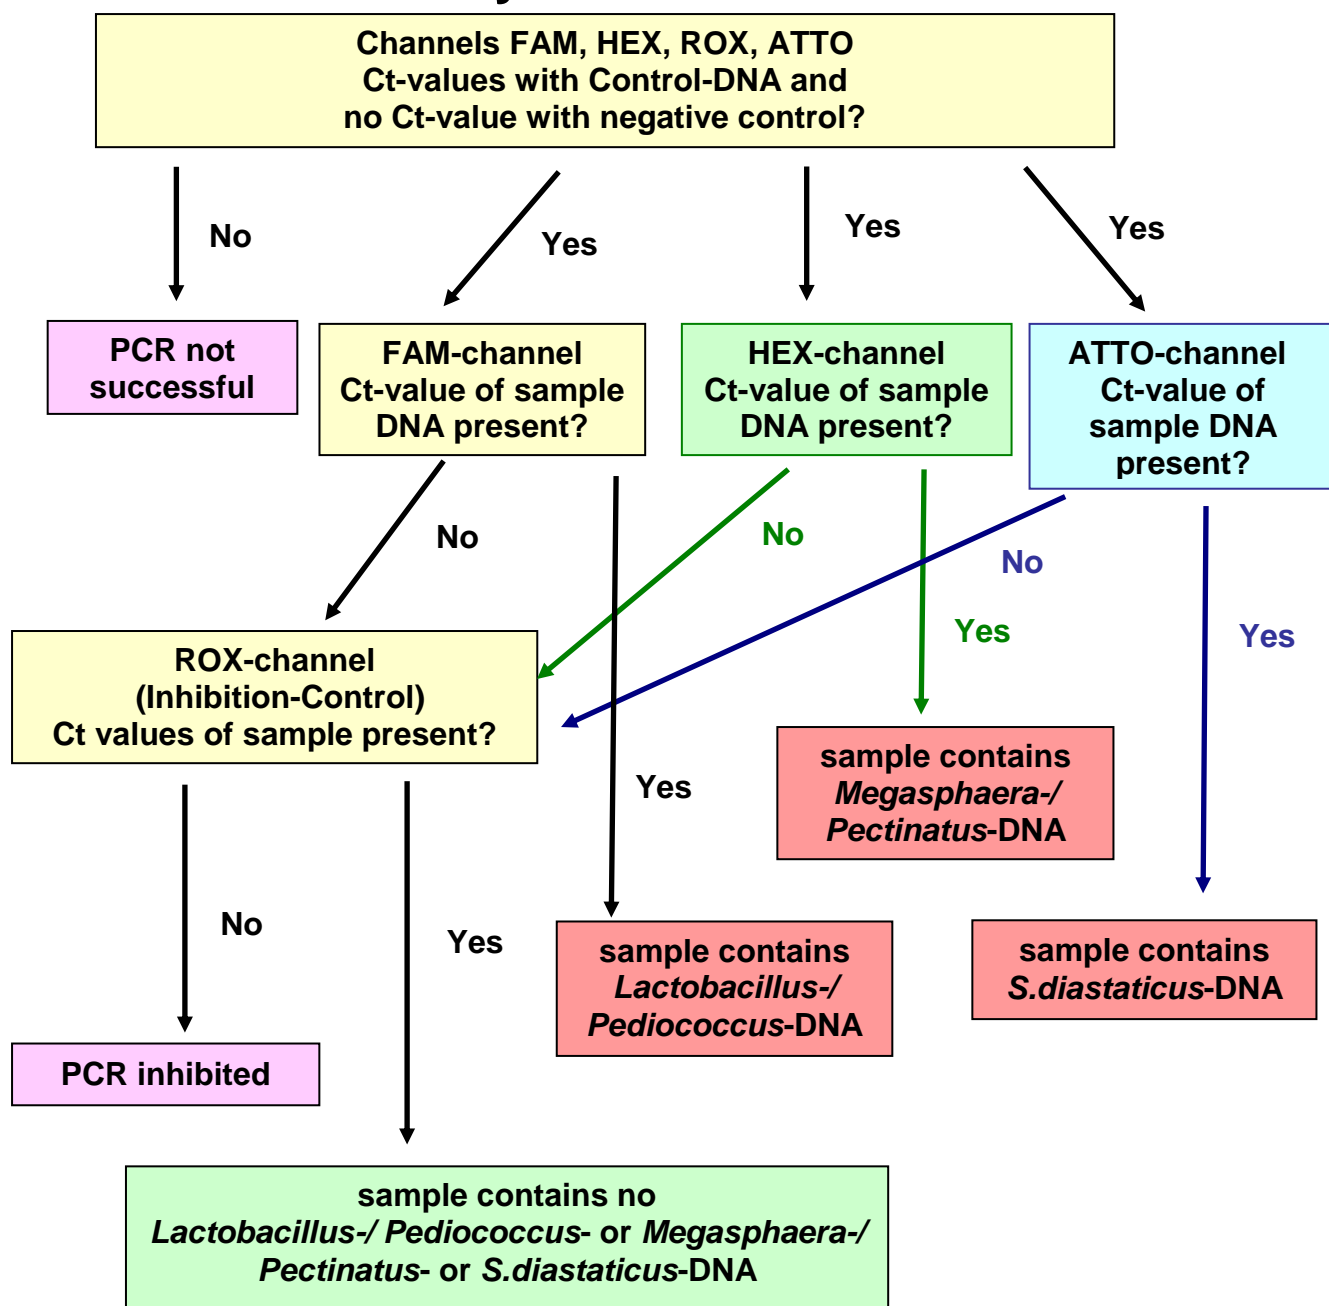 Channels FAM, HEX, ROX, ATTO
Ct-values with Control-DNA and
no Ct-value with negative control?
No
Yes
Yes
Yes
PCR not
successful
FAM-channel
Ct-value of sample
DNA present?
HEX-channel
Ct-value of sample
DNA present?
ATTO-channel
Ct-value of
sample DNA
present?
No
No
No
Yes
Yes
ROX-channel
(Inhibition-Control)
Ct values of sample present?
Yes
sample contains
Megasphaera-/
Pectinatus-DNA
No
Yes
sample contains
Lactobacillus-/
Pediococcus-DNA
sample contains
S.diastaticus-DNA
PCR inhibited
sample contains no
Lactobacillus-/ Pediococcus- or Megasphaera-/
Pectinatus- or S.diastaticus-DNA